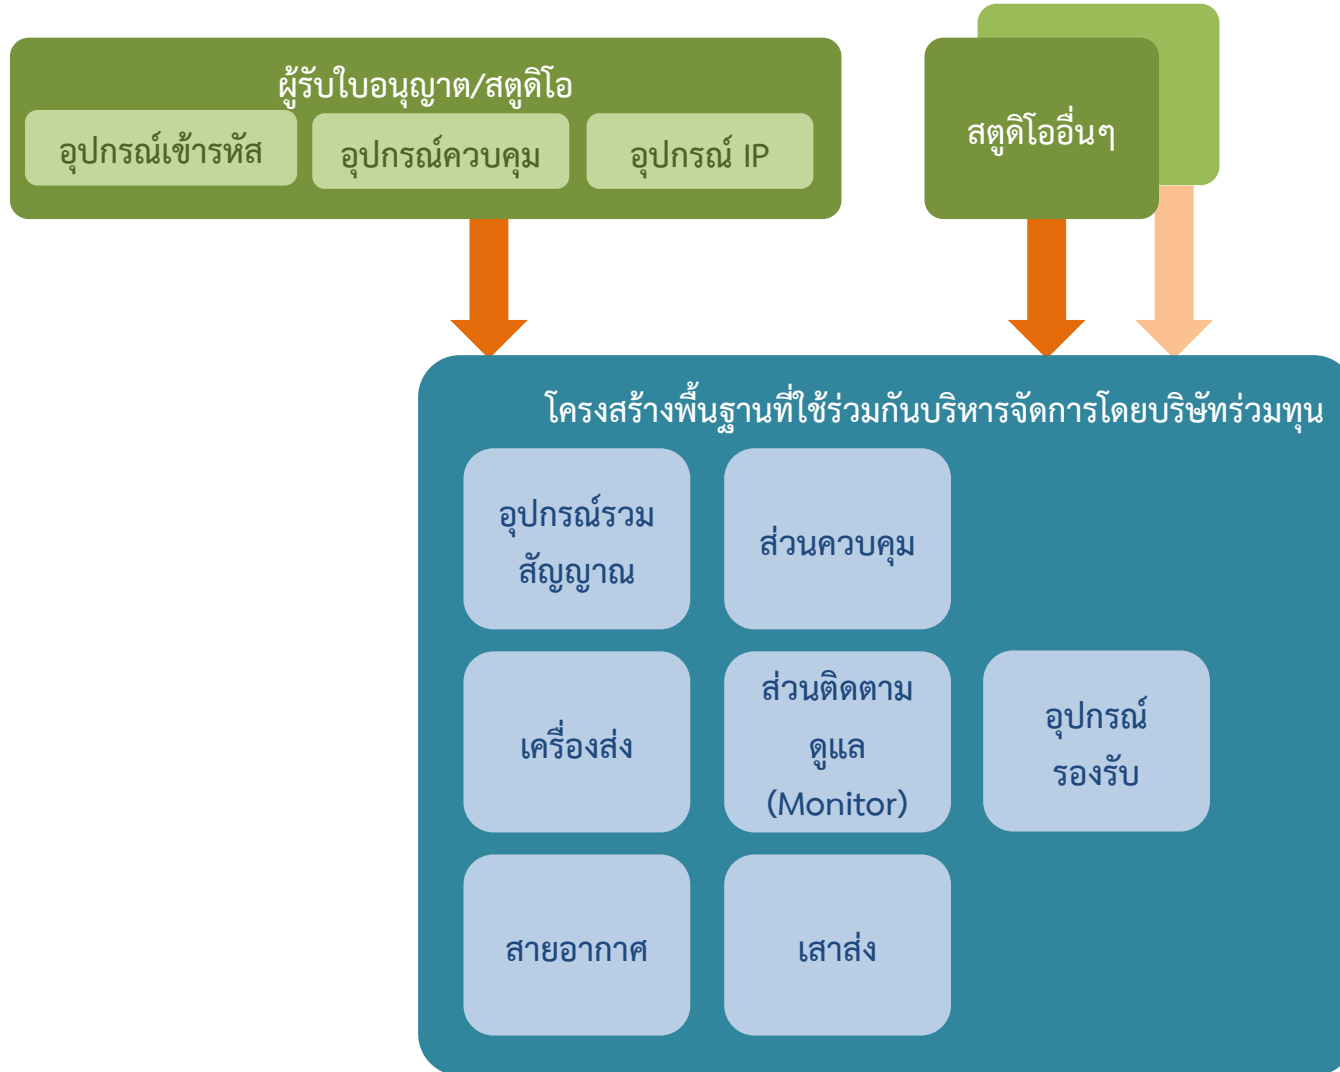 ผู้รับใบอนุญาต/สตูดิโอ
อุปกรณ์เข้ารหัส
อุปกรณ์ควบคุม
อุปกรณ์ IP
สตูดิโออื่นๆ
โครงสร้างพื้นฐานที่ใช้ร่วมกันบริหารจัดการโดยบริษัทร่วมทุน
อุปกรณ์รวม
สัญญาณ
ส่วนควบคุม
เครื่องส่ง
ส่วนติดตาม
ดูแล
(Monitor)
อุปกรณ์
รองรับ
สายอากาศ
เสาส่ง